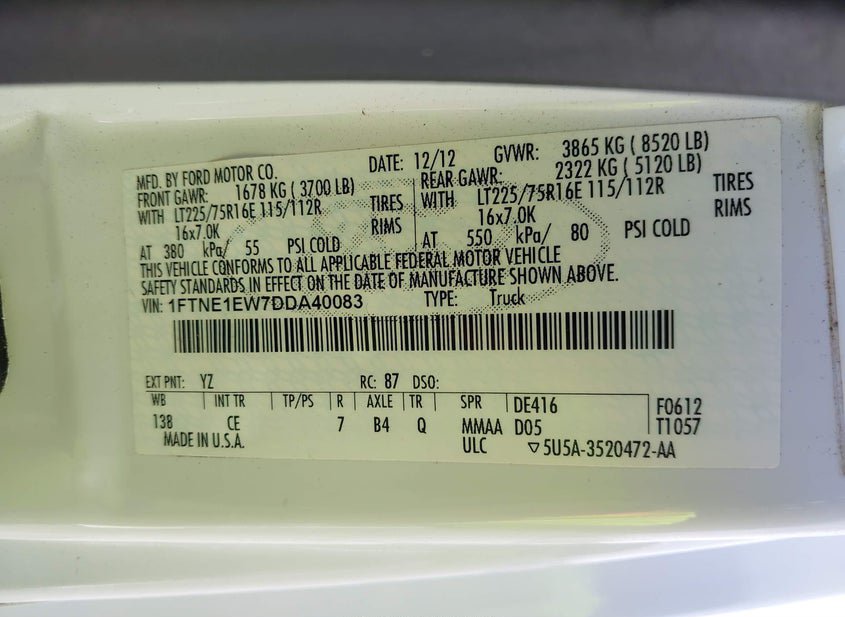 MFD. BY FORD MOTOR CO. DATE: 12/12 GVWR: 3865 KG ( 8520 LB)
FRONT GAWR: 1678 KG ( 3700 LB) REAR GAWR: 2322 KG ( 5120 LB)
WITH LT225/75R16E 115/112R TIRES WITH LT225/75R16E 115/112R TIRES
16x7.0K RIMS 16x7.0K RIMS
AT 380 kPa/ 55 PSI COLD AT 550 kPa/ 80 PSI COLD
THIS VEHICLE CONFORMS TO ALL APPLICABLE FEDERAL MOTOR VEHICLE
SAFETY STANDARDS IN EFFECT ON THE DATE OF MANUFACTURE SHOWN ABOVE.
VIN: 1FTNE1EW7DDA40083 TYPE: Truck
EXT PNT: YZ RC: 87 DSO:
WB INT TR TP/PS R AXLE TR SPR DE416 F0612
138 CE 7 B4 Q MMAA D05 T1057
MADE IN U.S.A. ULC ▽5U5A-3520472-AA